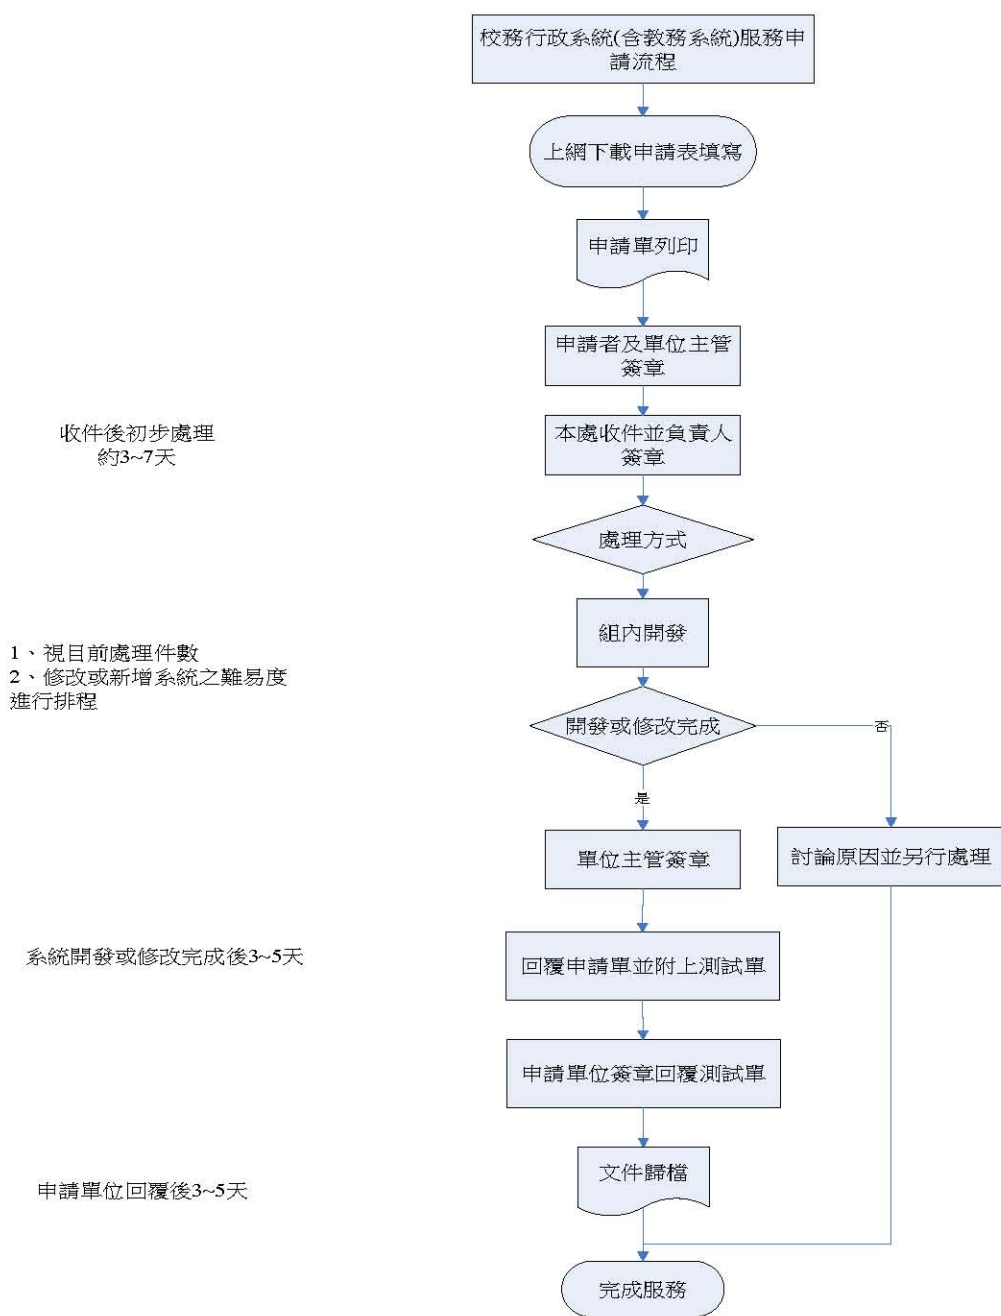 校務行政系統(含教務系統)服務申
請流程
上網下載申請表填寫
申請單列印
申請者及單位主管
簽章
收件後初步處理
約3~7天
本處收件並負責人
簽章
處理方式
組內開發
1、視目前處理件數
2、修改或新增系統之難易度
進行排程
開發或修改完成
否
是
單位主管簽章
討論原因並另行處理
系統開發或修改完成後3~5天
回覆申請單並附上測試單
申請單位簽章回覆測試單
文件歸檔
申請單位回覆後3~5天
完成服務